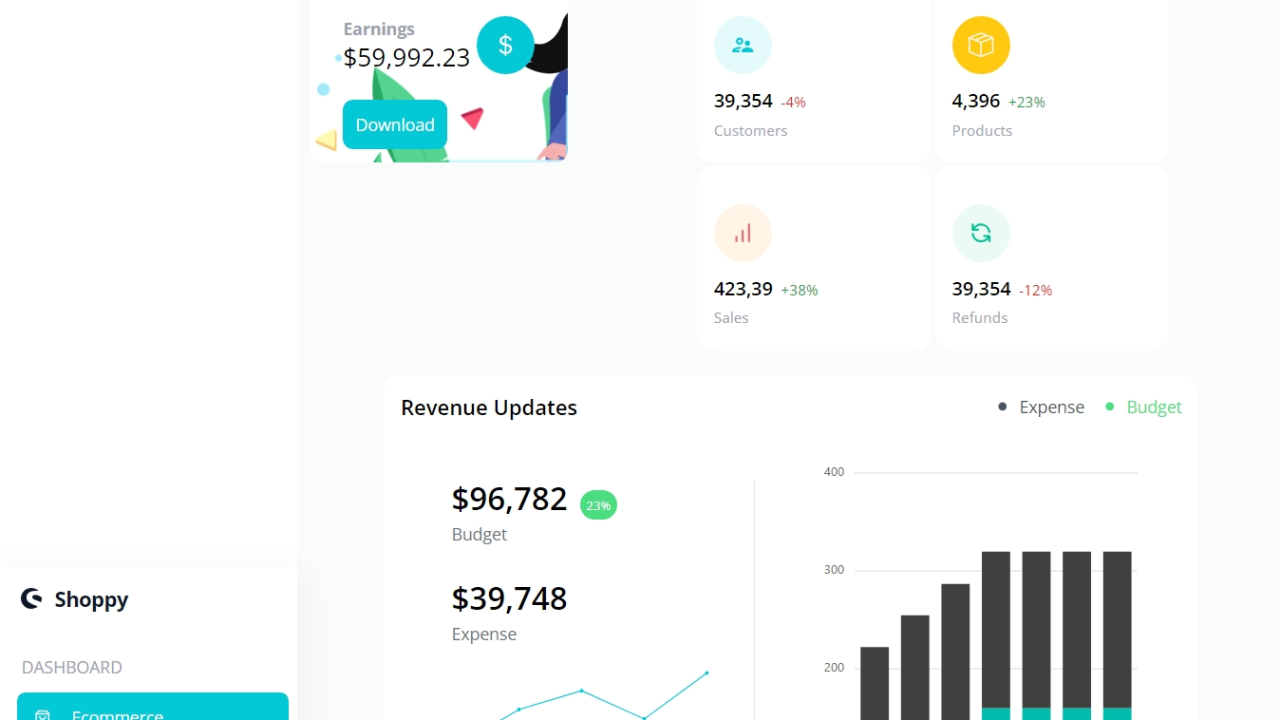 Earnings
$59,992.23
$
Download
39,354 -4%
Customers
4,396 +23%
Products
423,39 +38%
Sales
39,354 -12%
Refunds
Revenue Updates
Expense
Budget
$96,782 23%
Budget
$39,748
Expense
400
300
200
Shoppy
DASHBOARD
Ecommerce